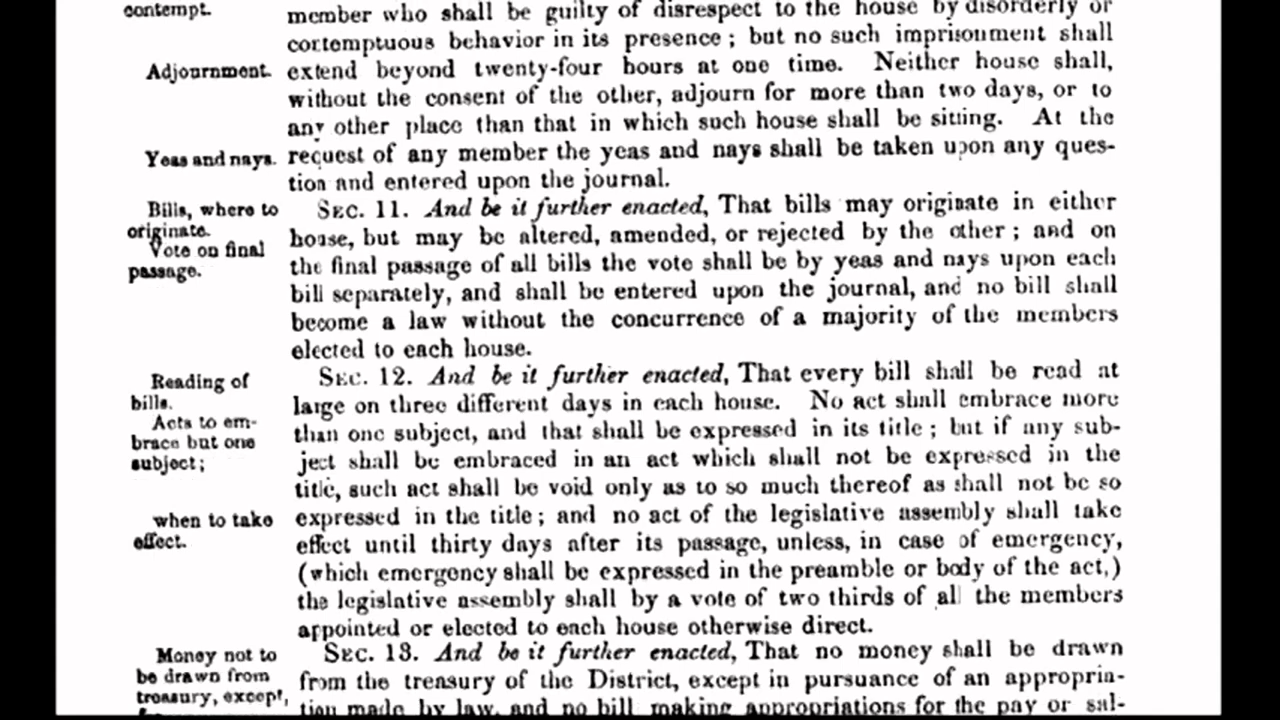 contempt.
member who shall be guilty of disrespect to the house by disorderly or
contemptuous behavior in its presence; but no such imprisonment shall
Adjournment.
extend beyond twenty-four hours at one time. Neither house shall,
without the consent of the other, adjourn for more than two days, or to
any other place than that in which such house shall be sitting. At the
Yeas and nays.
request of any member the yeas and nays shall be taken upon any ques-
tion and entered upon the journal.
Bills, where to
originate.
Vote on final
passage.
SEC. 11. And be it further enacted, That bills may originate in either
house, but may be altered, amended, or rejected by the other; and on
the final passage of all bills the vote shall be by yeas and nays upon each
bill separately, and shall be entered upon the journal, and no bill shall
become a law without the concurrence of a majority of the members
elected to each house.
Reading of
bills.
Acts to em-
brace but one
subject;
SEC. 12. And be it further enacted, That every bill shall be read at
large on three different days in each house. No act shall embrace more
than one subject, and that shall be expressed in its title; but if any sub-
ject shall be embraced in an act which shall not be expressed in the
title, such act shall be void only as to so much thereof as shall not be so
when to take
effect.
expressed in the title; and no act of the legislative assembly shall take
effect until thirty days after its passage, unless, in case of emergency,
(which emergency shall be expressed in the preamble or body of the act,)
the legislative assembly shall by a vote of two thirds of all the members
appointed or elected to each house otherwise direct.
Money not to
be drawn from
treasury, except,
SEC. 13. And be it further enacted, That no money shall be drawn
from the treasury of the District, except in pursuance of an appropria-
tion made by law, and no bill making appropriations for the pay or sal-